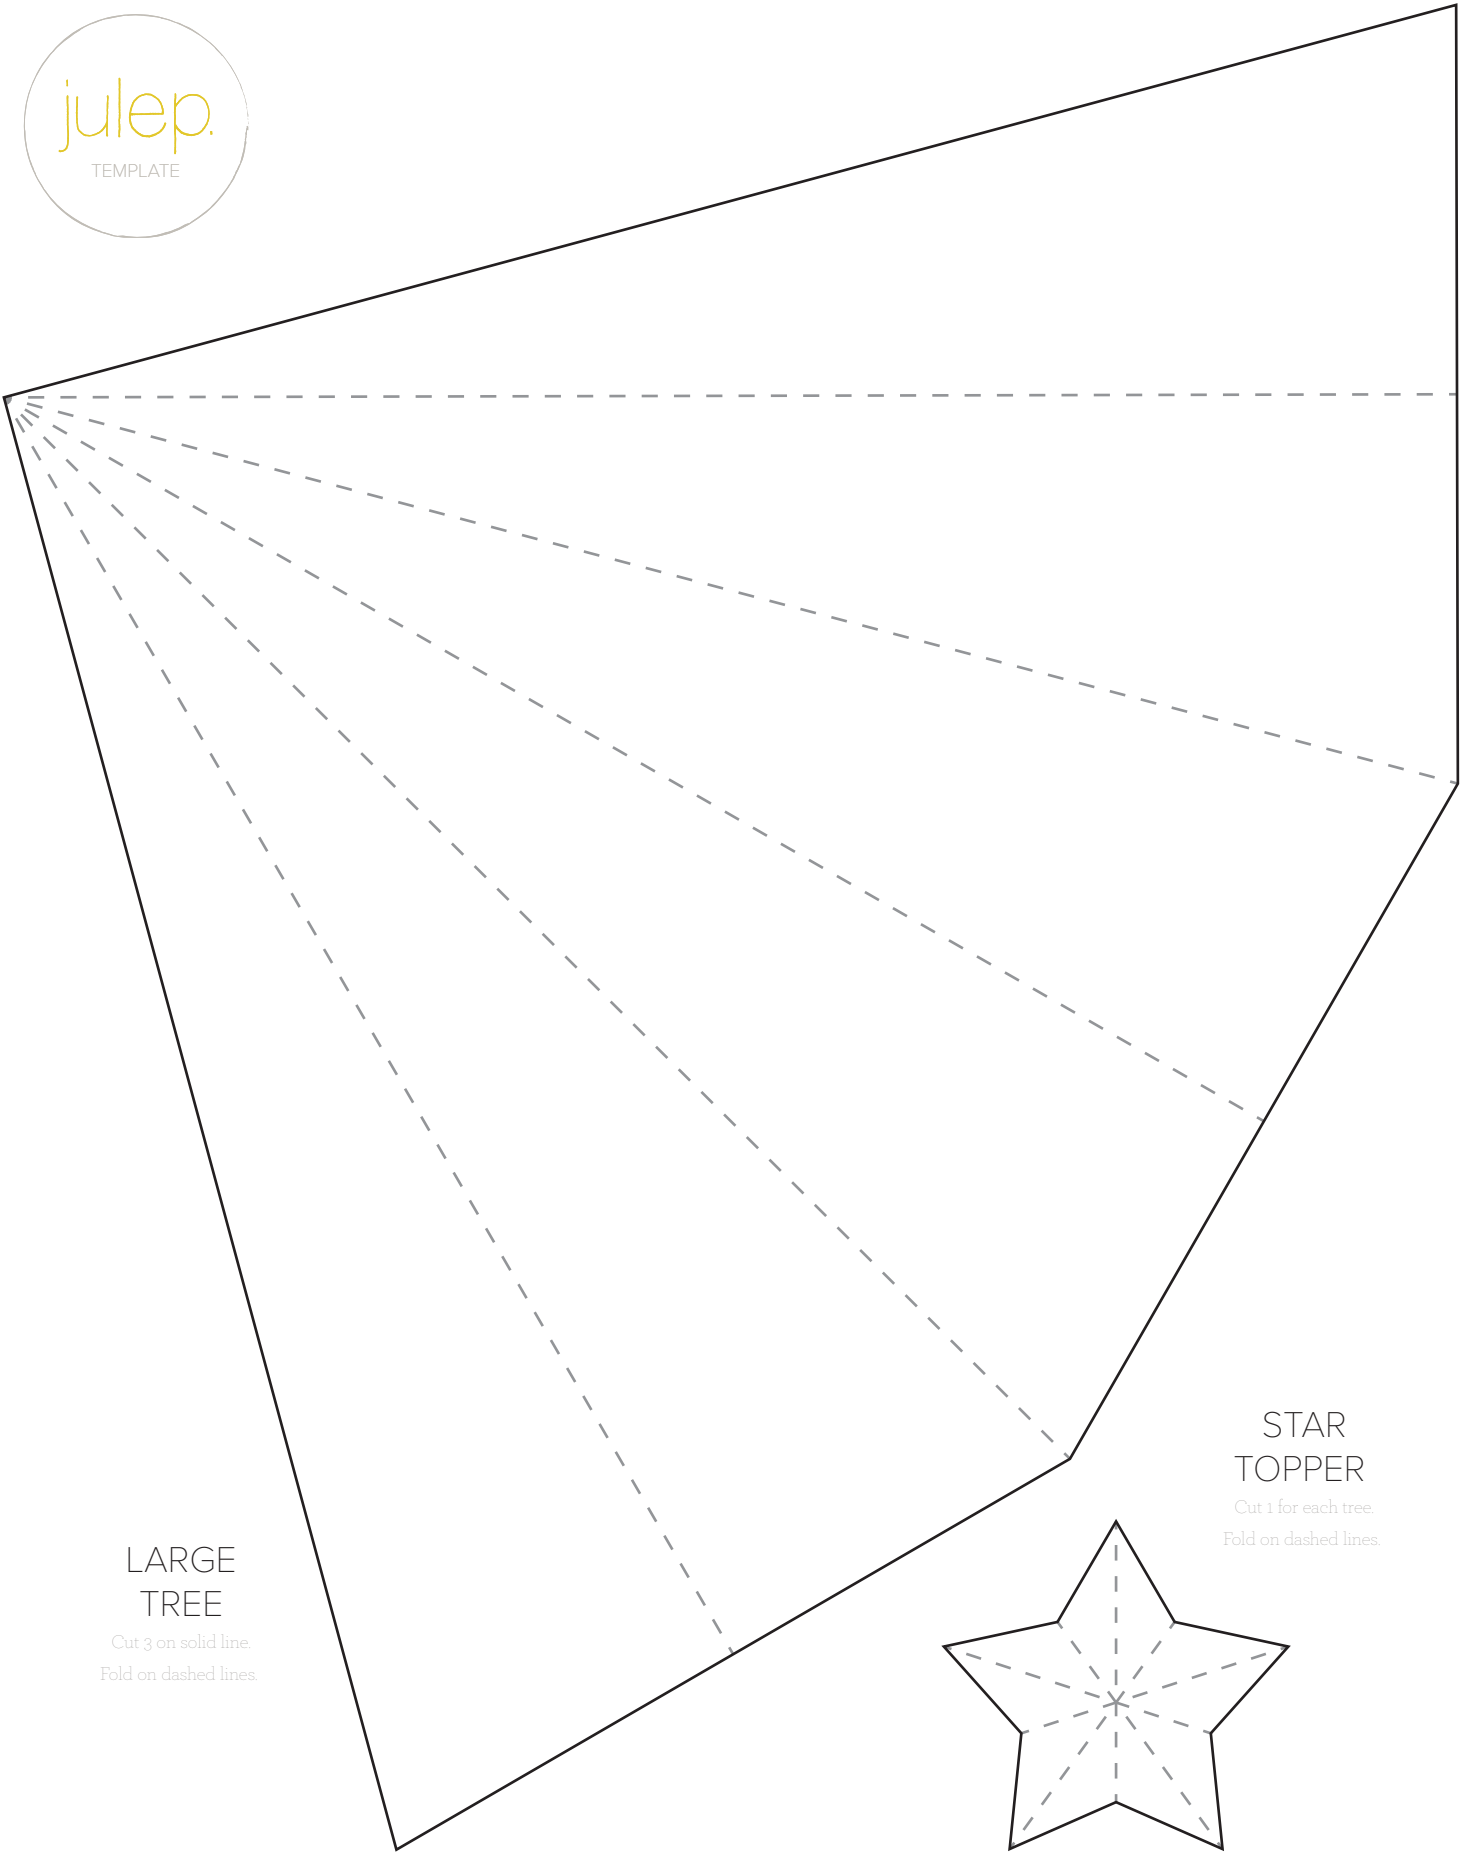 julep.
TEMPLATE
STAR
TOPPER
Cut 1 for each tree.
Fold on dashed lines.
LARGE
TREE
Cut 3 on solid line.
Fold on dashed lines.